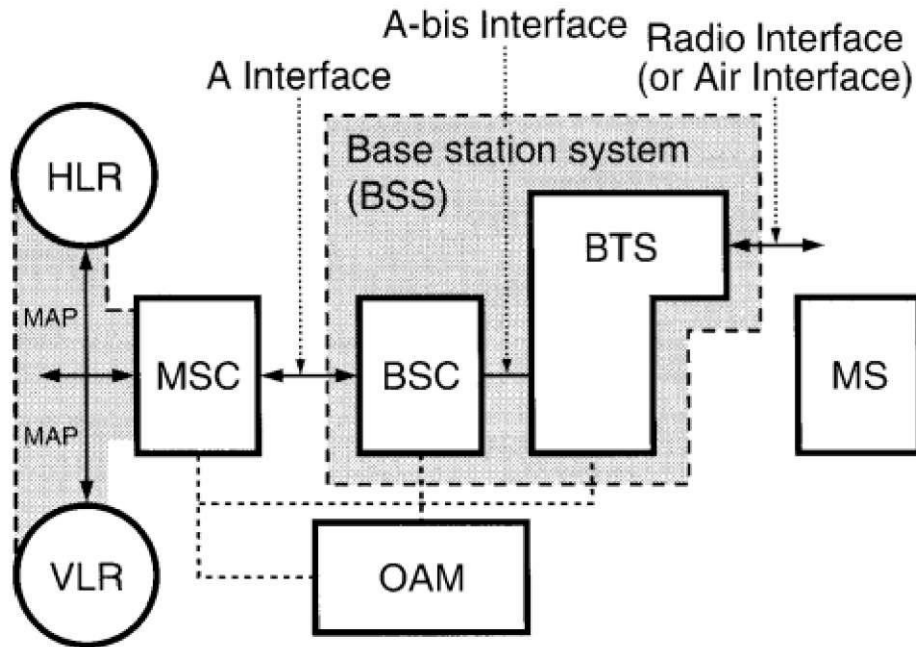 A-bis Interface
A Interface
Radio Interface
(or Air Interface)
Base station system
(BSS)
HLR
BTS
MAP
MSC
BSC
MS
MAP
VLR
OAM